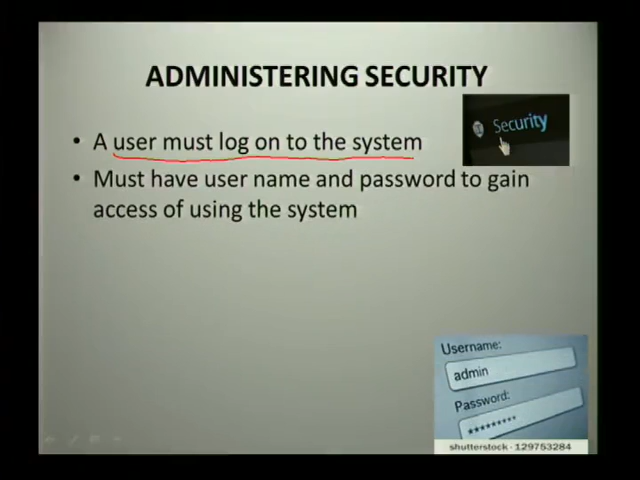 ADMINISTERING SECURITY
• A user must log on to the system
Security
• Must have user name and password to gain
access of using the system
Username:
admin
Password:
*********
shutterstock · 129753284